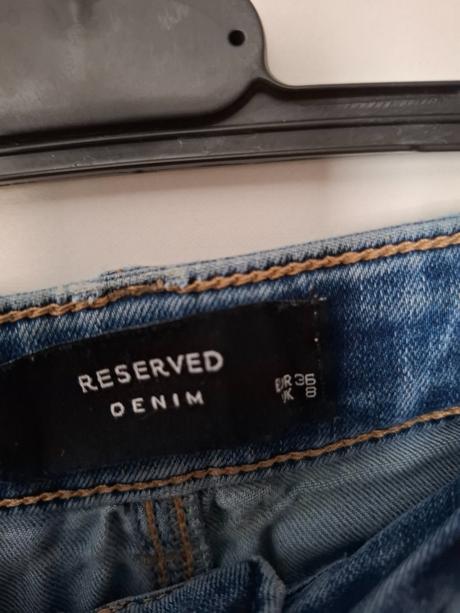 RESERVED
DENIM
EUR 36
UK 8